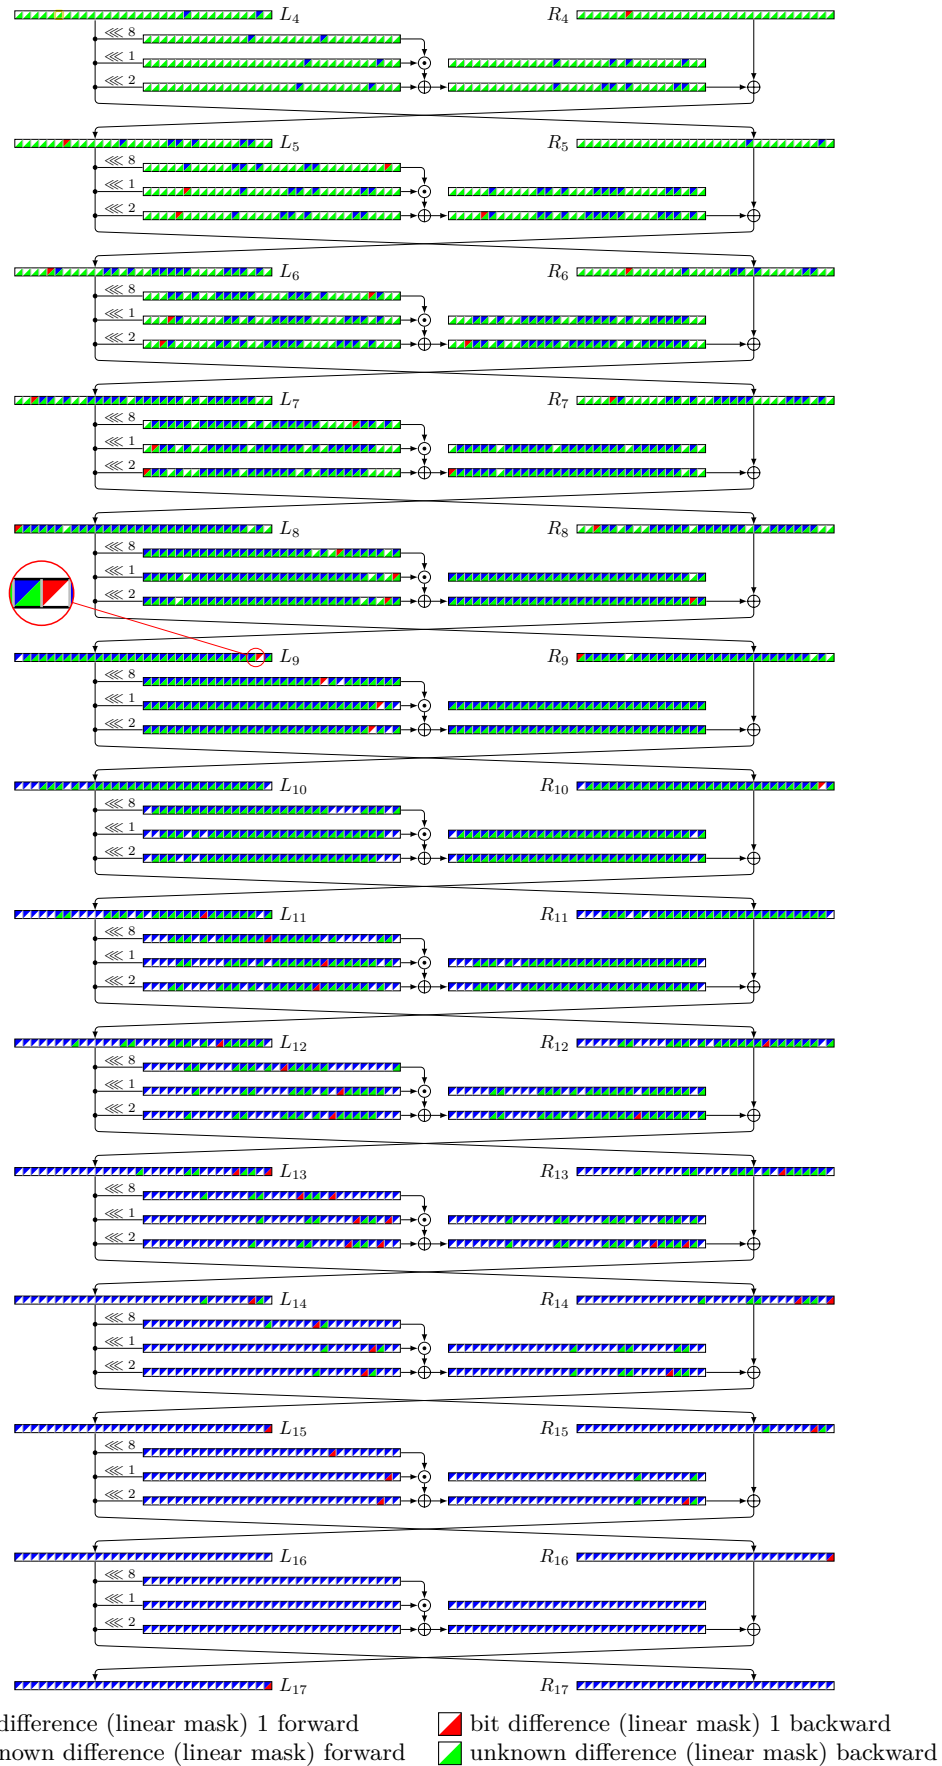 L4 R4
⋘ 8
⋘ 1
⋘ 2
L5 R5
⋘ 8
⋘ 1
⋘ 2
L6 R6
⋘ 8
⋘ 1
⋘ 2
L7 R7
⋘ 8
⋘ 1
⋘ 2
L8 R8
⋘ 8
⋘ 1
⋘ 2
L9 R9
⋘ 8
⋘ 1
⋘ 2
L10 R10
⋘ 8
⋘ 1
⋘ 2
L11 R11
⋘ 8
⋘ 1
⋘ 2
L12 R12
⋘ 8
⋘ 1
⋘ 2
L13 R13
⋘ 8
⋘ 1
⋘ 2
L14 R14
⋘ 8
⋘ 1
⋘ 2
L15 R15
⋘ 8
⋘ 1
⋘ 2
L16 R16
⋘ 8
⋘ 1
⋘ 2
L17 R17
difference (linear mask) 1 forward bit difference (linear mask) 1 backward
nown difference (linear mask) forward unknown difference (linear mask) backward